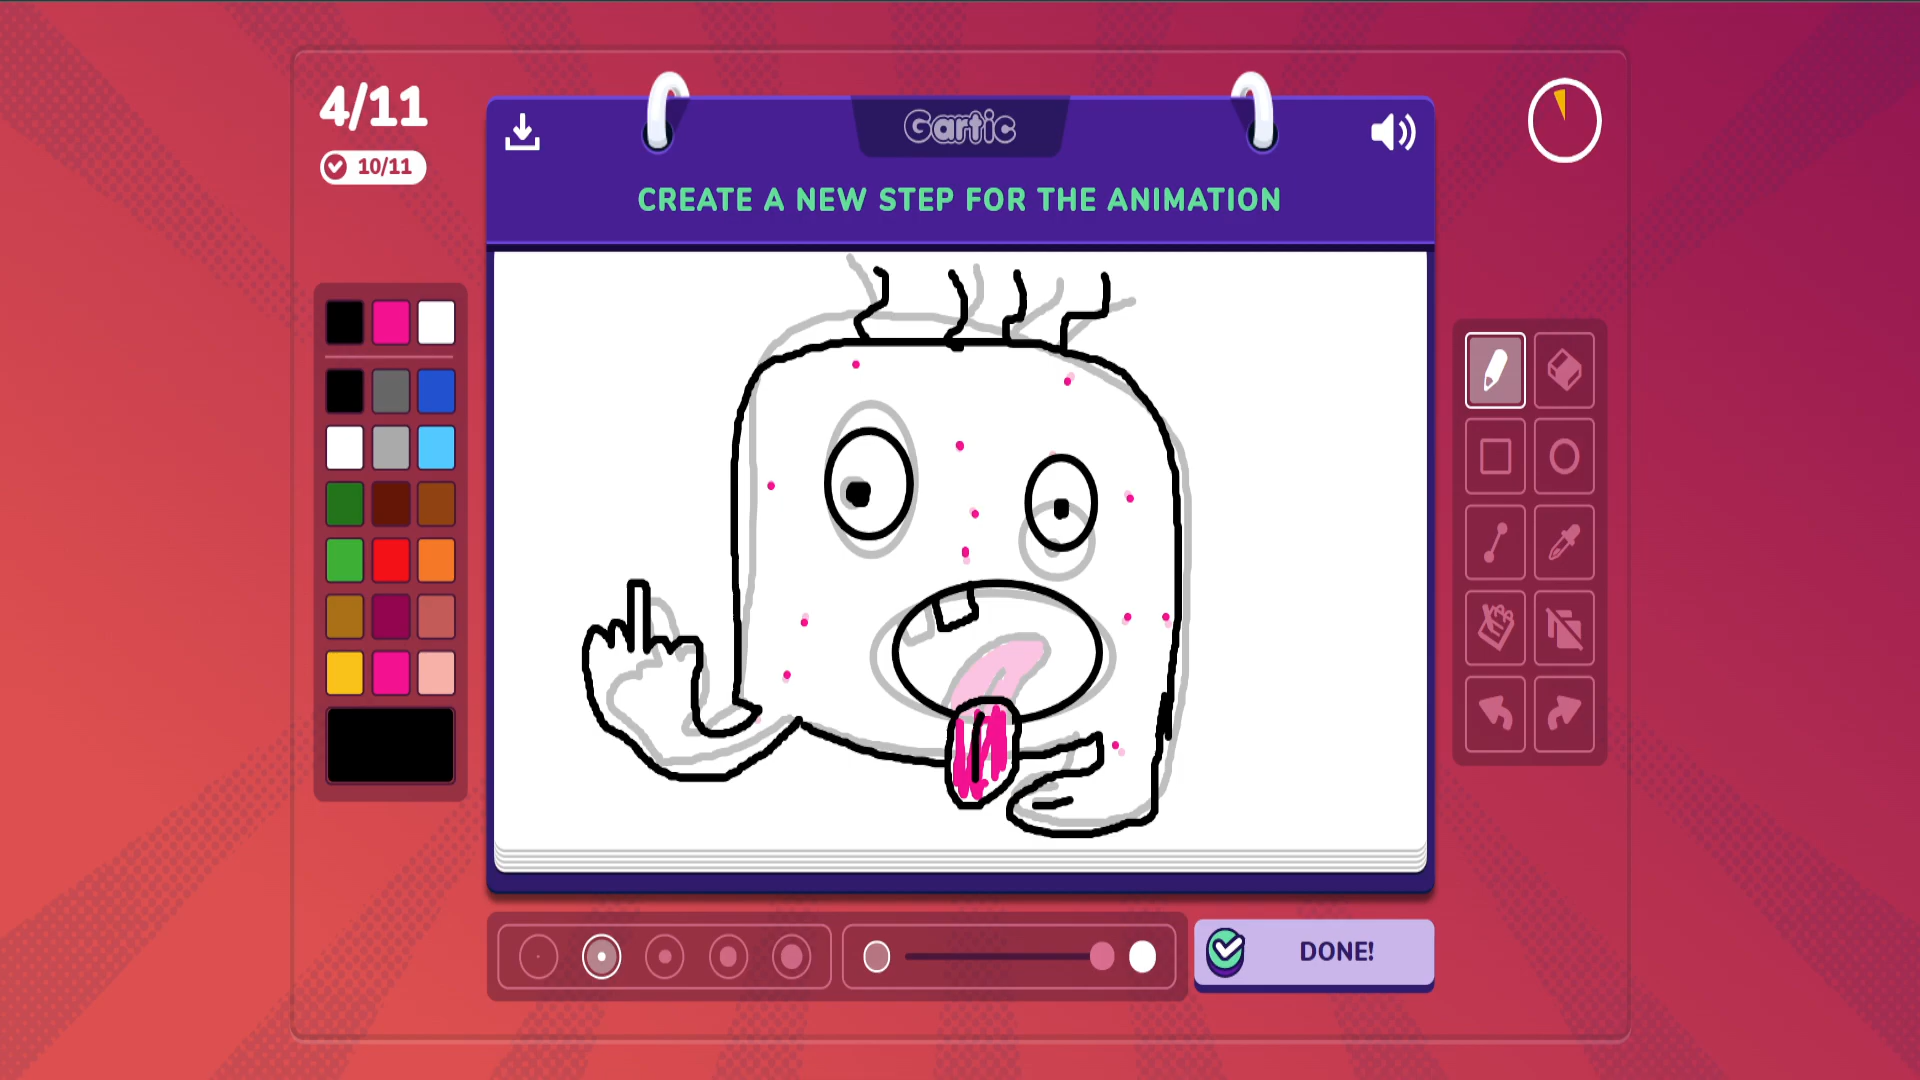 4/11
10/11
Gartic
CREATE A NEW STEP FOR THE ANIMATION
DONE!